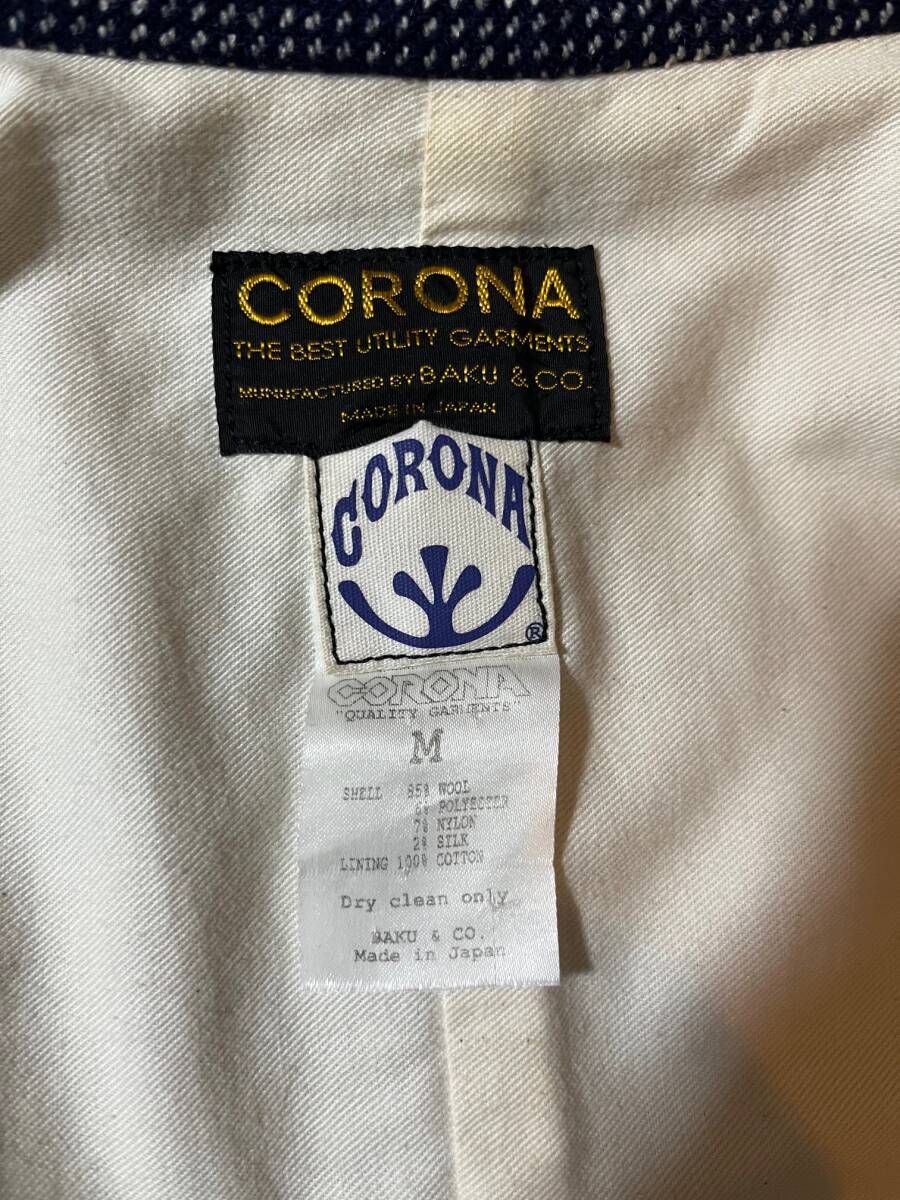 CORONA
THE BEST UTILITY GARMENTS
MUNUFACTURED BY BAKU & CO.
MADE IN JAPAN
CORONA
®
CORONA
"QUALITY GARMENTS"
M
SHELL 85% WOOL
6% POLYESTER
7% NYLON
2% SILK
LINING 100% COTTON
Dry clean only
BAKU & CO.
Made in Japan